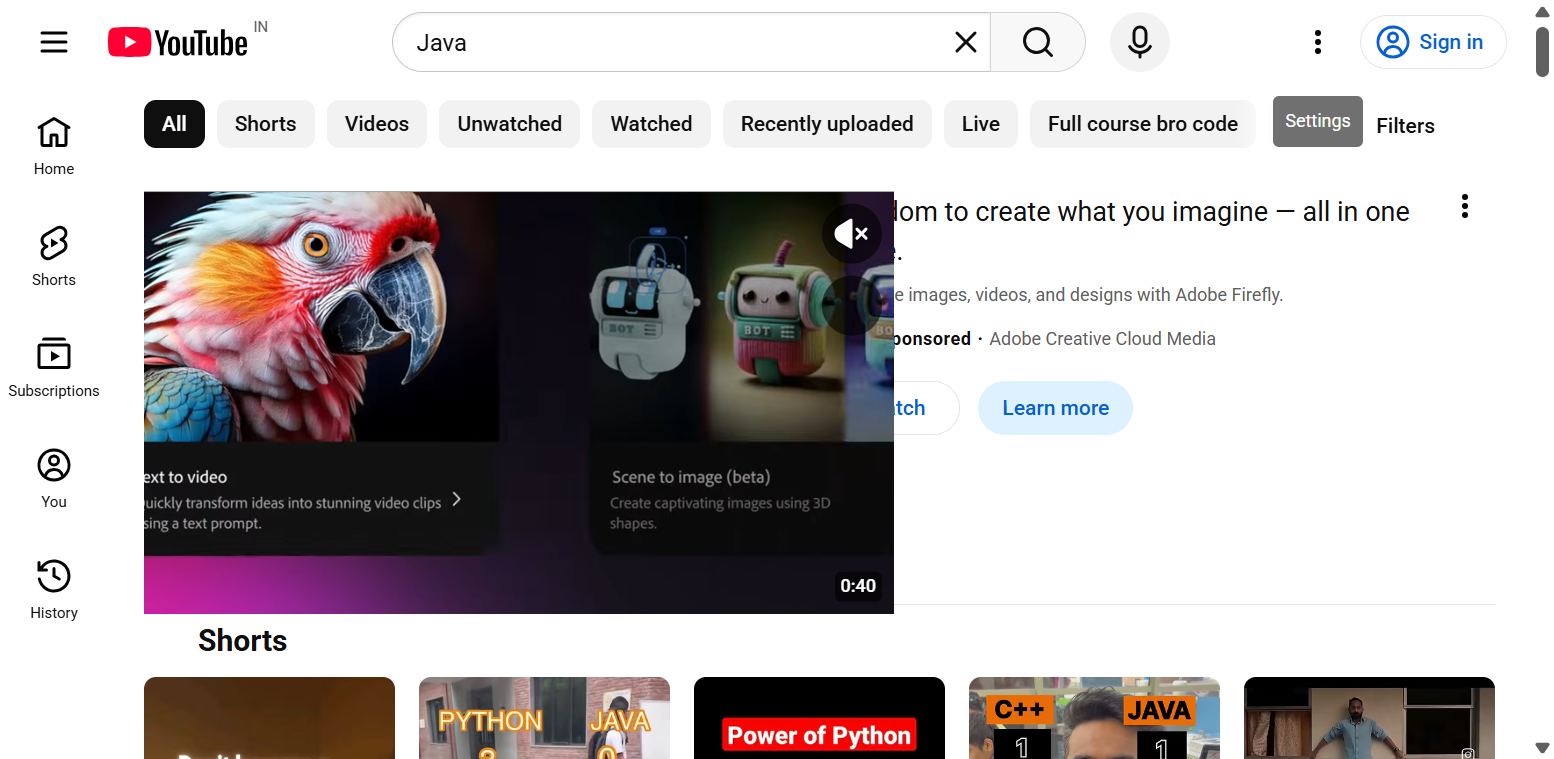 YouTube IN
Java
Sign in
All
Shorts
Videos
Unwatched
Watched
Recently uploaded
Live
Full course bro code
Settings
Filters
Home
Shorts
Subscriptions
You
History
BOT
BOT
dom to create what you imagine — all in one
e images, videos, and designs with Adobe Firefly.
ponsored · Adobe Creative Cloud Media
tch
Learn more
ext to video
uickly transform ideas into stunning video clips
sing a text prompt.
Scene to image (beta)
Create captivating images using 3D
shapes.
0:40
Shorts
PYTHON
JAVA
Power of Python
C++
JAVA
1
1